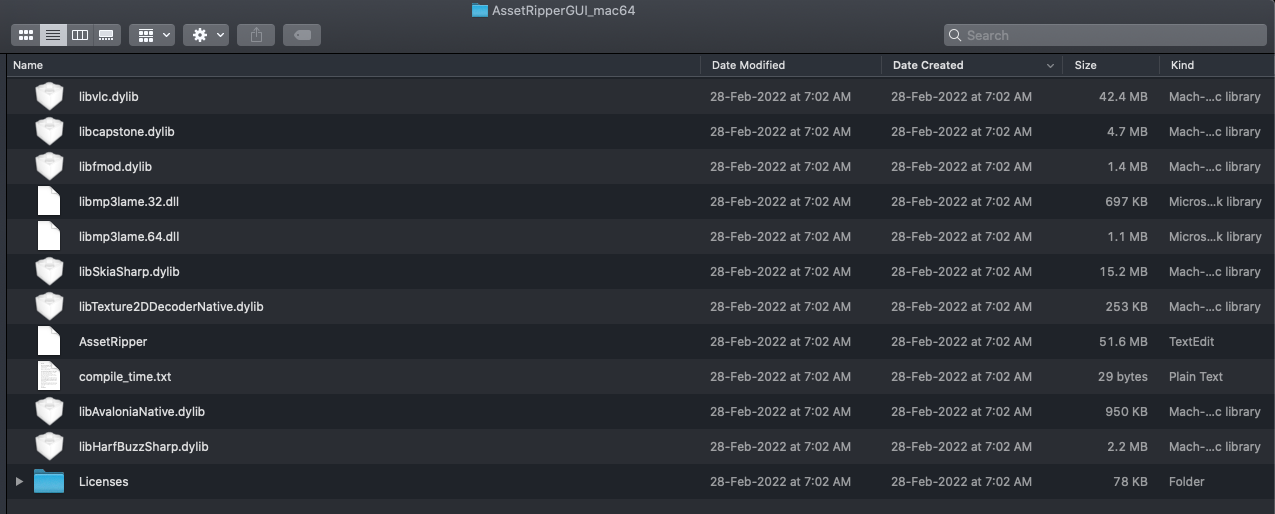 AssetRipperGUI_mac64
Search
Name Date Modified Date Created Size Kind
libvlc.dylib 28-Feb-2022 at 7:02 AM 28-Feb-2022 at 7:02 AM 42.4 MB Mach-...c library
libcapstone.dylib 28-Feb-2022 at 7:02 AM 28-Feb-2022 at 7:02 AM 4.7 MB Mach-...c library
libfmod.dylib 28-Feb-2022 at 7:02 AM 28-Feb-2022 at 7:02 AM 1.4 MB Mach-...c library
libmp3lame.32.dll 28-Feb-2022 at 7:02 AM 28-Feb-2022 at 7:02 AM 697 KB Micros...k library
libmp3lame.64.dll 28-Feb-2022 at 7:02 AM 28-Feb-2022 at 7:02 AM 1.1 MB Micros...k library
libSkiaSharp.dylib 28-Feb-2022 at 7:02 AM 28-Feb-2022 at 7:02 AM 15.2 MB Mach-...c library
libTexture2DDecoderNative.dylib 28-Feb-2022 at 7:02 AM 28-Feb-2022 at 7:02 AM 253 KB Mach-...c library
AssetRipper 28-Feb-2022 at 7:02 AM 28-Feb-2022 at 7:02 AM 51.6 MB TextEdit
compile_time.txt 28-Feb-2022 at 7:02 AM 28-Feb-2022 at 7:02 AM 29 bytes Plain Text
libAvaloniaNative.dylib 28-Feb-2022 at 7:02 AM 28-Feb-2022 at 7:02 AM 950 KB Mach-...c library
libHarfBuzzSharp.dylib 28-Feb-2022 at 7:02 AM 28-Feb-2022 at 7:02 AM 2.2 MB Mach-...c library
Licenses 28-Feb-2022 at 7:02 AM 28-Feb-2022 at 7:02 AM 78 KB Folder